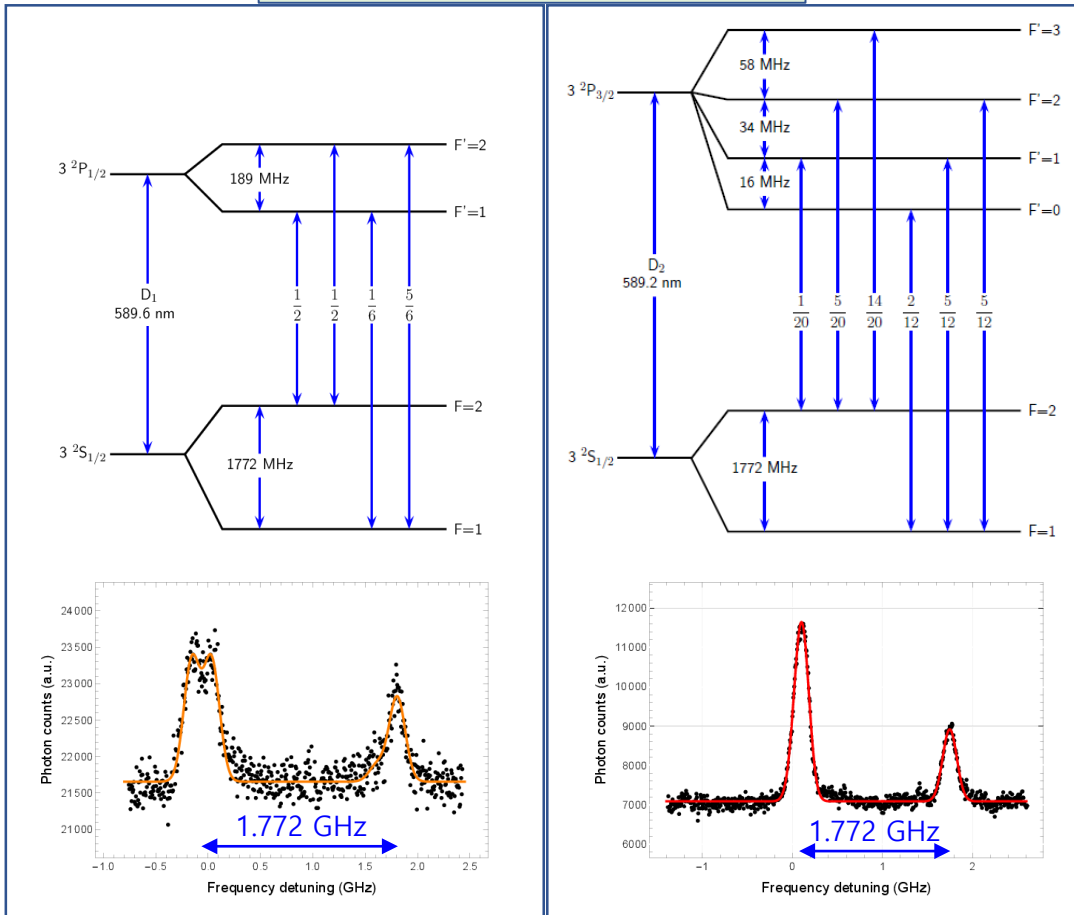 F'=2
3 ²P₁/₂
189 MHz
F'=1
D₁
589.6 nm
1/2
1/2
1/6
5/6
F=2
3 ²S₁/₂
1772 MHz
F=1
24000
23500
23000
22500
22000
21500
21000
Photon counts (a.u.)
1.772 GHz
-1.0 -0.5 0.0 0.5 1.0 1.5 2.0 2.5
Frequency detuning (GHz)
F'=3
58 MHz
3 ²P₃/₂
F'=2
34 MHz
F'=1
16 MHz
F'=0
D₂
589.2 nm
1/20
5/20
14/20
2/12
5/12
5/12
F=2
3 ²S₁/₂
1772 MHz
F=1
12000
11000
10000
9000
8000
7000
6000
Photon counts (a.u.)
1.772 GHz
-1 0 1 2
Frequency detuning (GHz)